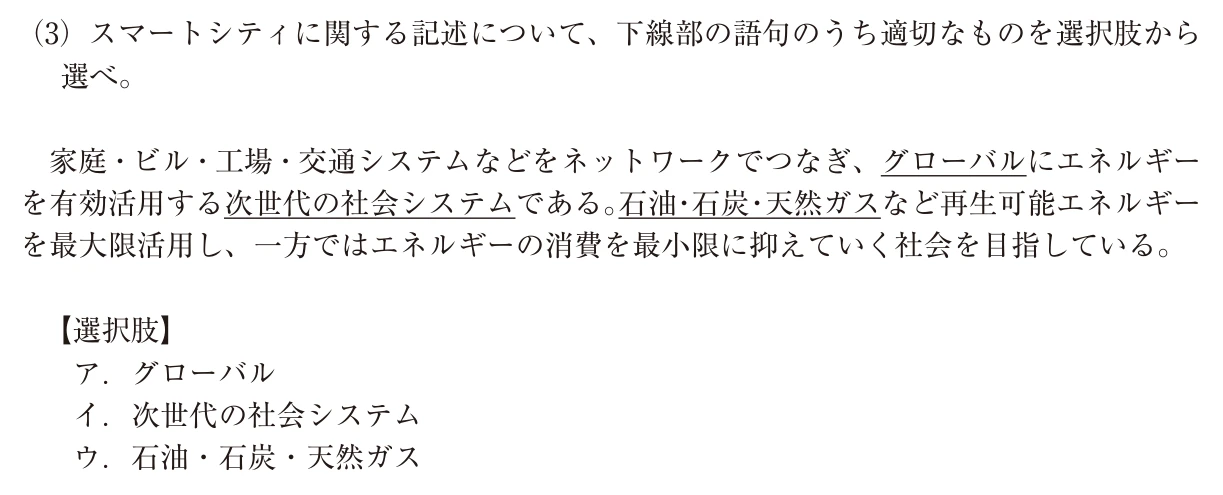 (3) スマートシティに関する記述について、下線部の語句のうち適切なものを選択肢から
選べ。
家庭・ビル・工場・交通システムなどをネットワークでつなぎ、グローバルにエネルギー
を有効活用する次世代の社会システムである。石油・石炭・天然ガスなど再生可能エネルギー
を最大限活用し、一方ではエネルギーの消費を最小限に抑えていく社会を目指している。
【選択肢】
ア．グローバル
イ．次世代の社会システム
ウ．石油・石炭・天然ガス